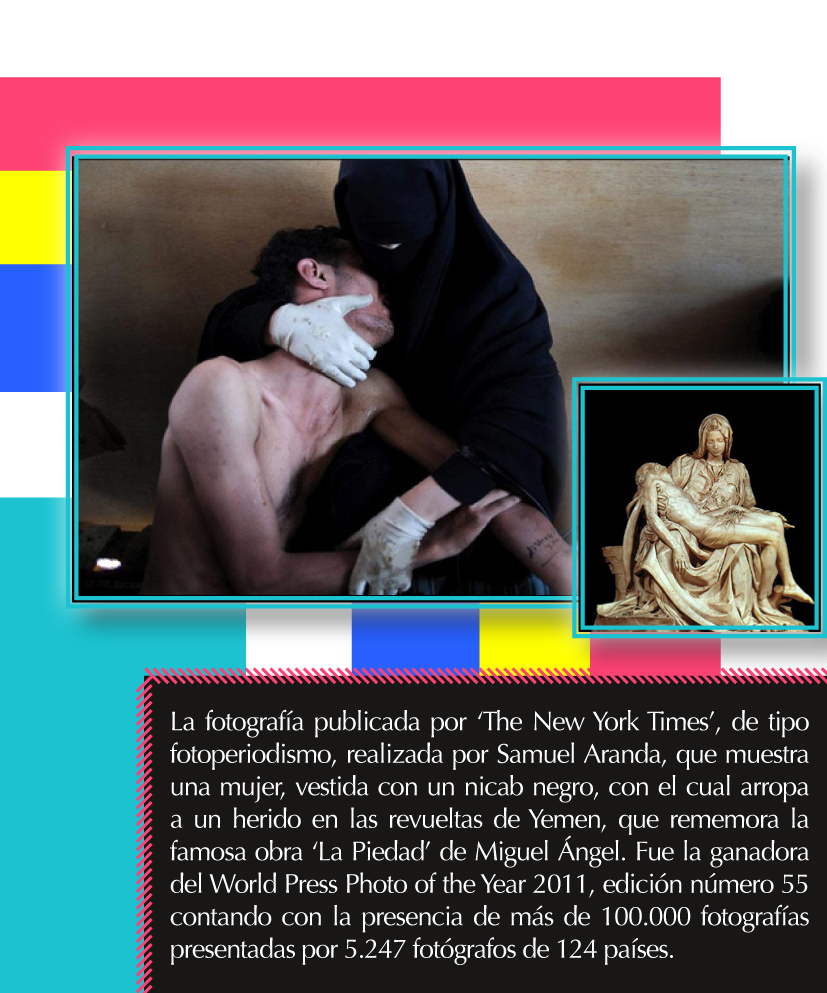 La fotografía publicada por ‘The New York Times’, de tipo
fotoperiodismo, realizada por Samuel Aranda, que muestra
una mujer, vestida con un nicab negro, con el cual arropa
a un herido en las revueltas de Yemen, que rememora la
famosa obra ‘La Piedad’ de Miguel Ángel. Fue la ganadora
del World Press Photo of the Year 2011, edición número 55
contando con la presencia de más de 100.000 fotografías
presentadas por 5.247 fotógrafos de 124 países.